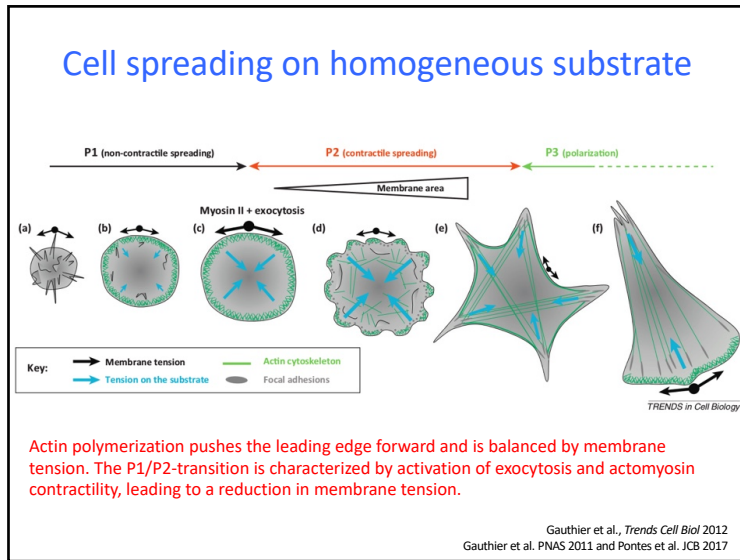 Cell spreading on homogeneous substrate
P1 (non-contractile spreading)
P2 (contractile spreading)
P3 (polarization)
Membrane area
Myosin II + exocytosis
(a)
(b)
(c)
(d)
(e)
(f)
Key:
Membrane tension
Actin cytoskeleton
Tension on the substrate
Focal adhesions
TRENDS in Cell Biology
Actin polymerization pushes the leading edge forward and is balanced by membrane
tension. The P1/P2-transition is characterized by activation of exocytosis and actomyosin
contractility, leading to a reduction in membrane tension.
Gauthier et al., Trends Cell Biol 2012
Gauthier et al. PNAS 2011 and Pontes et al. JCB 2017